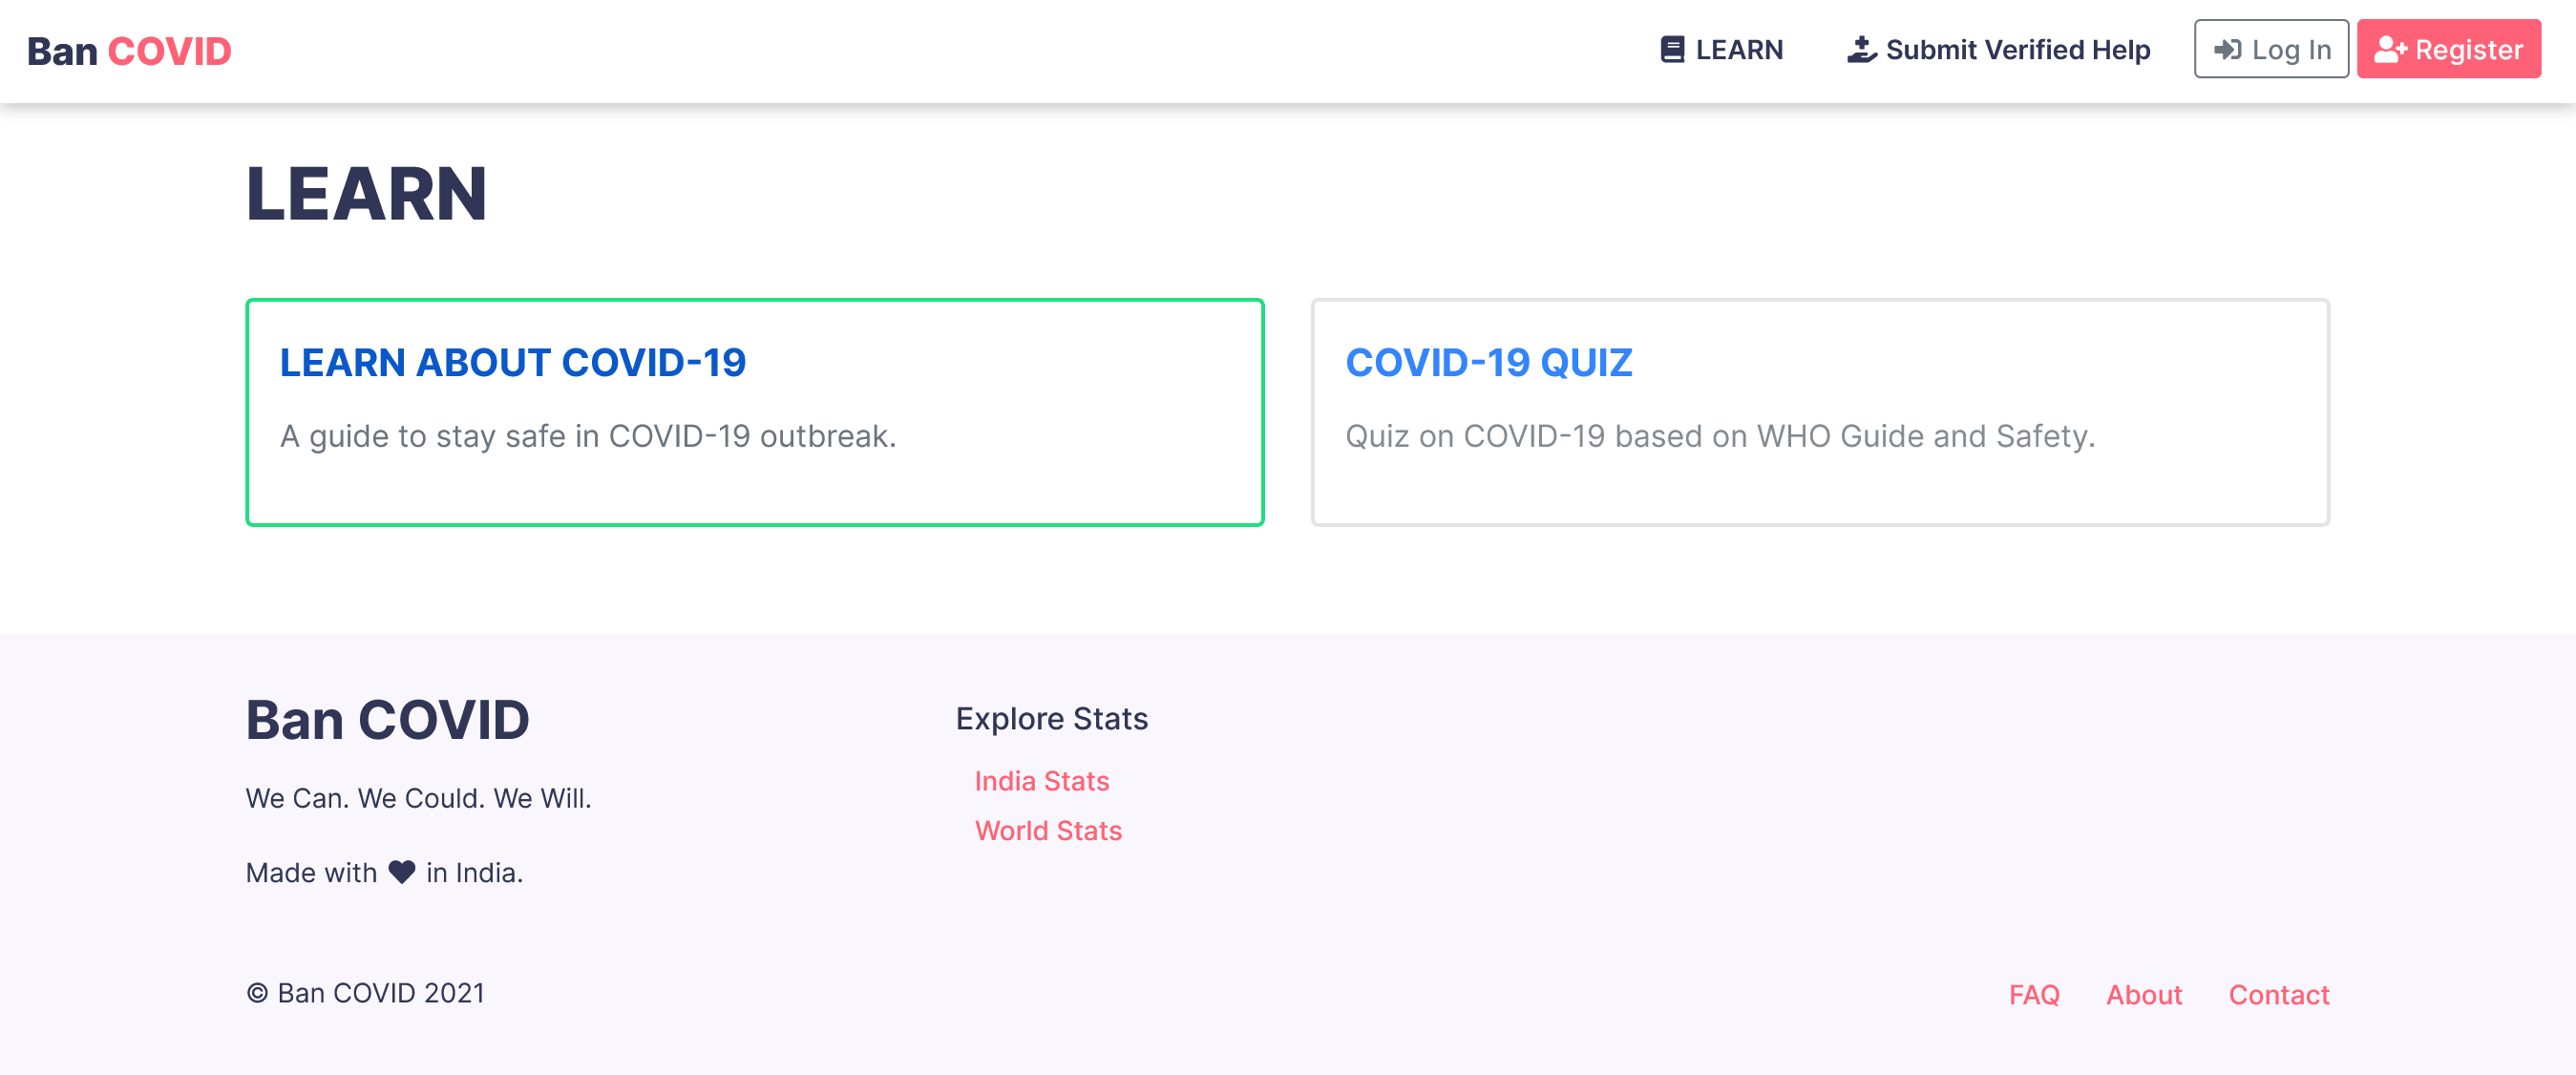 Ban COVID
LEARN
Submit Verified Help
Log In
Register
LEARN
LEARN ABOUT COVID-19
A guide to stay safe in COVID-19 outbreak.
COVID-19 QUIZ
Quiz on COVID-19 based on WHO Guide and Safety.
Ban COVID
We Can. We Could. We Will.
Made with ♥ in India.
Explore Stats
India Stats
World Stats
© Ban COVID 2021
FAQ
About
Contact